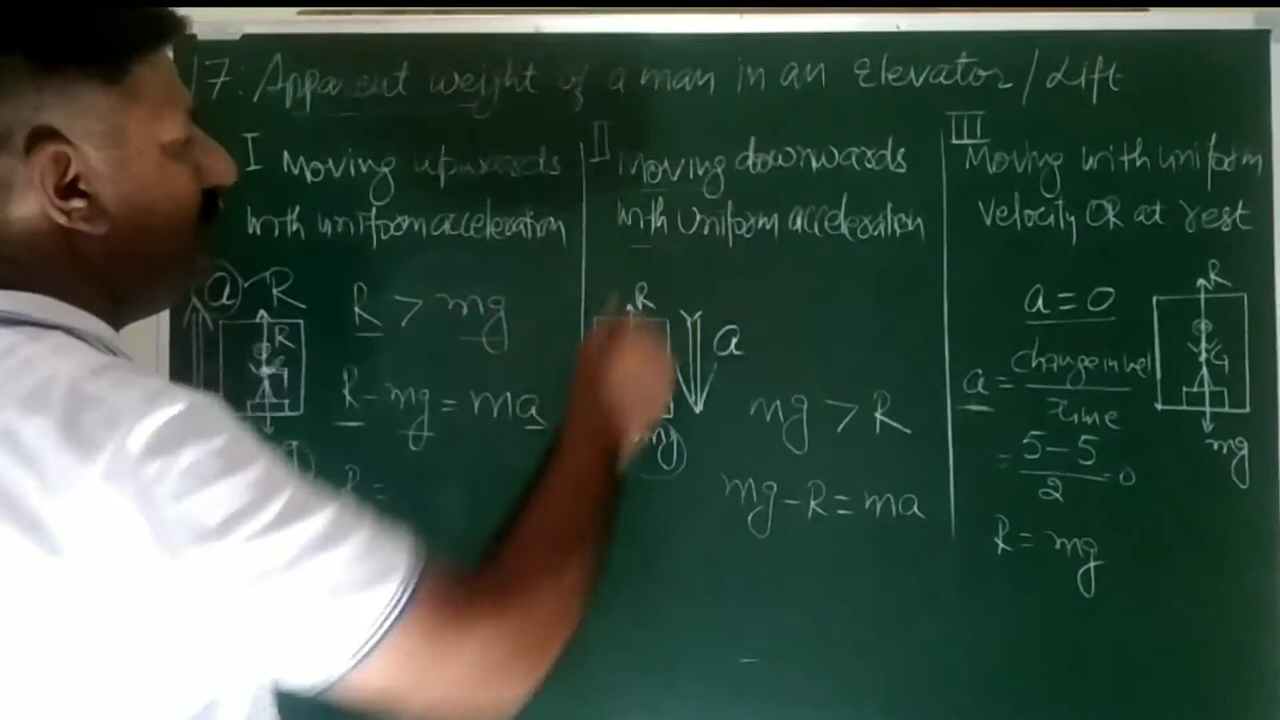 17. Apparent weight of a man in an Elevator/Lift
I Moving upwards
with uniform acceleration
a R
R > mg
R
R - mg = ma
R =
II Moving downwards
with Uniform acceleration
R
a
mg
mg > R
mg - R = ma
III
Moving with uniform
velocity OR at rest
R
a = 0
a = change in vel
time
G
= 5 - 5
2
= 0
mg
R = mg